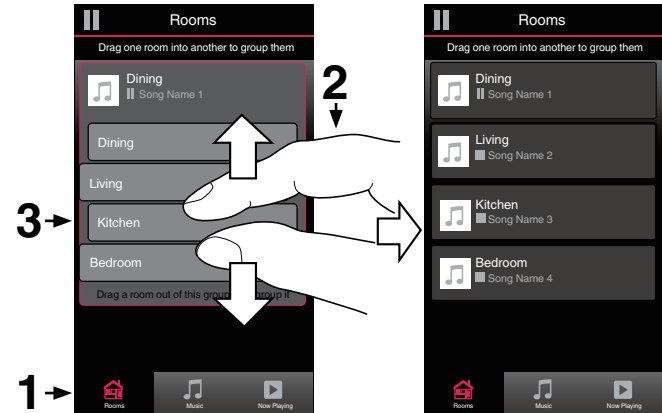 Rooms
Drag one room into another to group them
Dining
Song Name 1
Dining
Living
Kitchen
Bedroom
Drag a room out of this group group it
Rooms
Music
Now Playing
2
3
1
Rooms
Drag one room into another to group them
Dining
Song Name 1
Living
Song Name 2
Kitchen
Song Name 3
Bedroom
Song Name 4
Rooms
Music
Now Playing